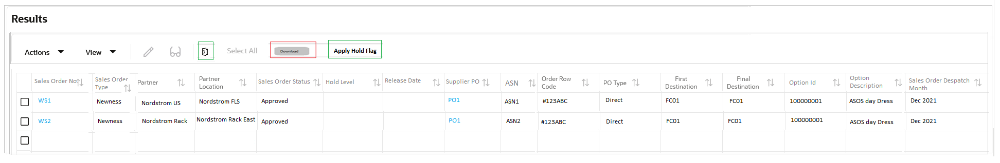 Results
Actions View Select All Download Apply Hold Flag
Sales Order No Sales Order Type Partner Partner Location Sales Order Status Hold Level Release Date Supplier PO ASN Order Row Code PO Type First Destination Final Destination Option Id Option Description Sales Order Despatch Month
WS1 Newness Nordstrom US Nordstrom FLS Approved PO1 ASN1 #123ABC Direct FC01 FC01 100000001 ASOS day Dress Dec 2021
WS2 Newness Nordstrom Rack Nordstrom Rack East Approved PO1 ASN2 #123ABC Direct FC01 FC01 100000001 ASOS day Dress Dec 2021